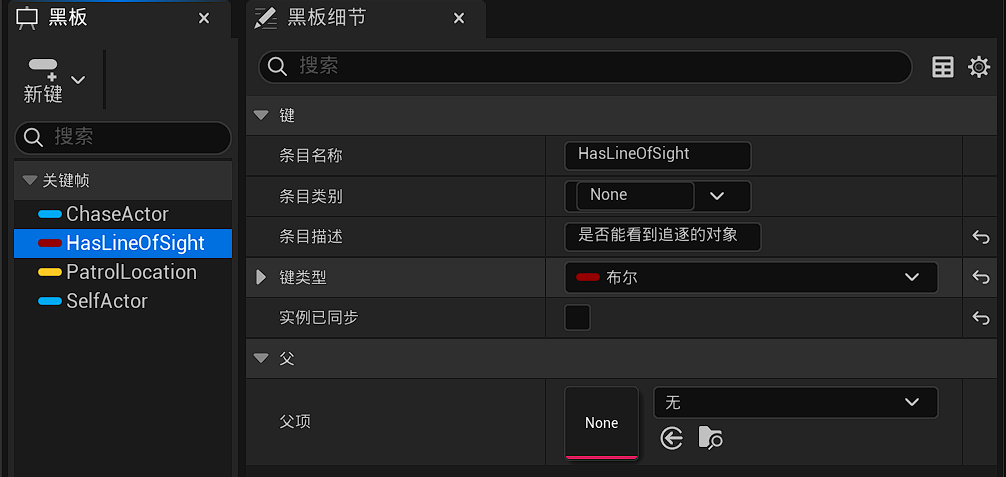 黑板
新键
搜索
关键帧
ChaseActor
HasLineOfSight
PatrolLocation
SelfActor
黑板细节
搜索
键
条目名称 HasLineOfSight
条目类别 None
条目描述 是否能看到追逐的对象
键类型 布尔
实例已同步
父
父项 None 无